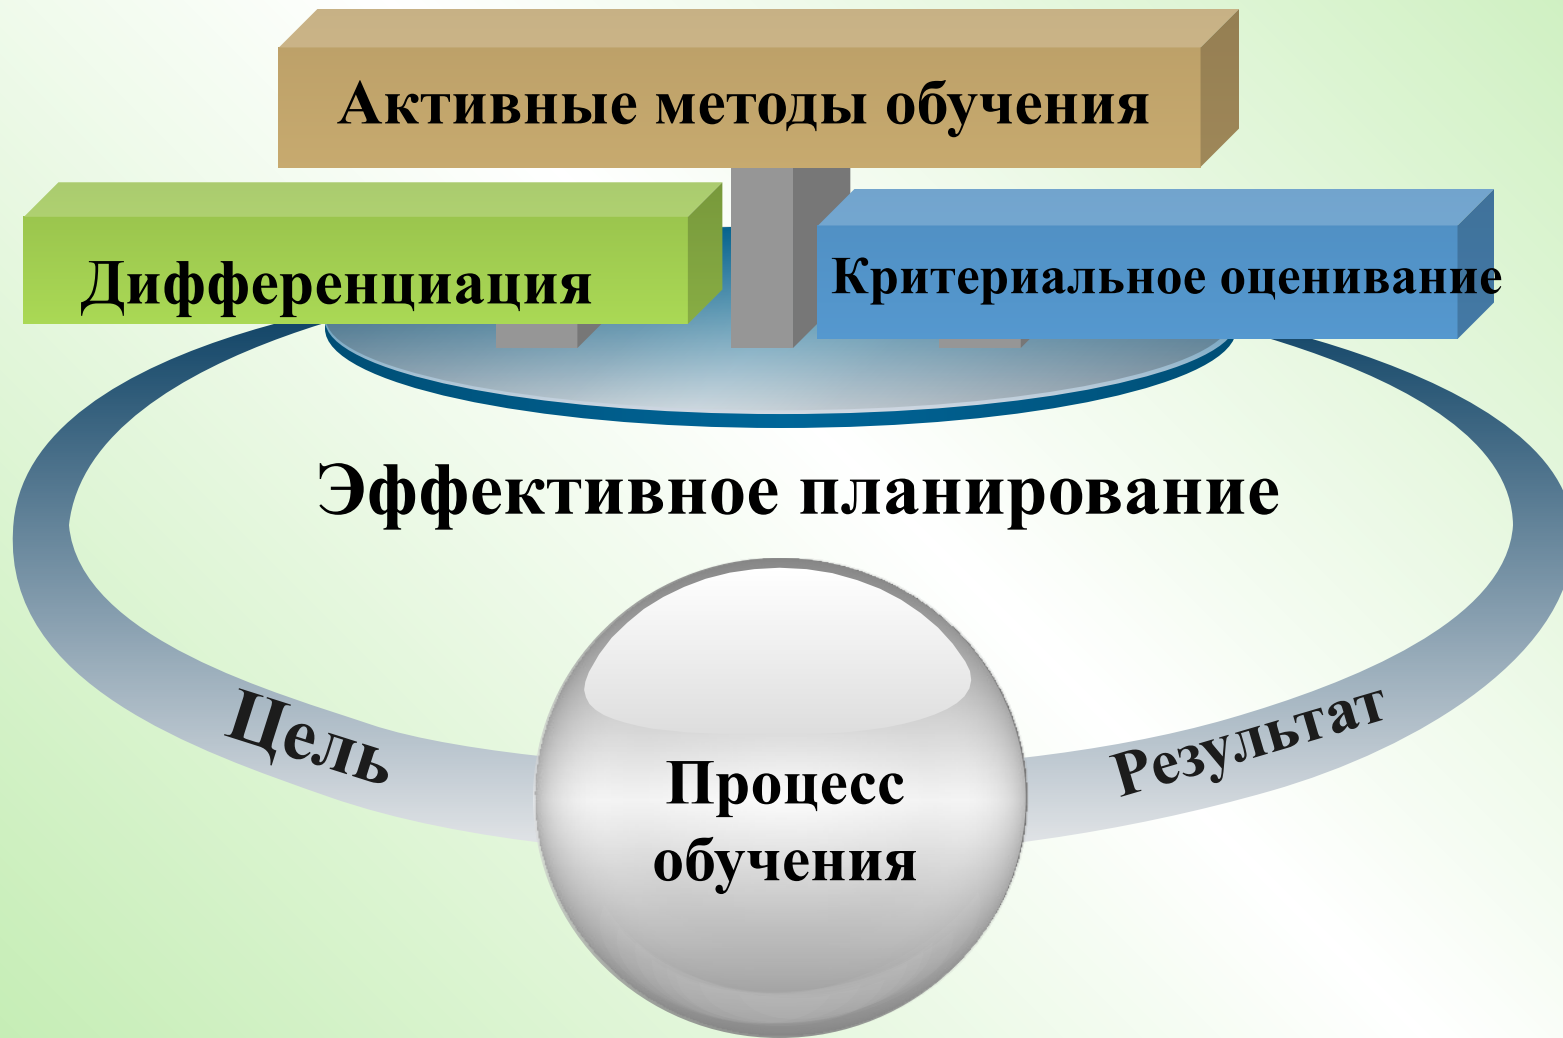 Активные методы обучения
Дифференциация
Критериальное оценивание
Эффективное планирование
Цель
Процесс
обучения
Результат